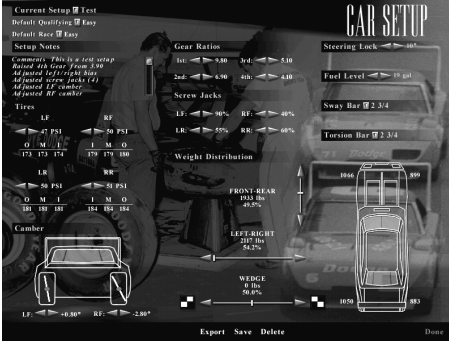 Current Setup Test
Default Qualifying Easy
Default Race Easy
Setup Notes
Comments This is a test setup
Raised 4th Gear from 3.90
Adjusted left/right bias
Adjusted screw jacks (4)
Adjusted LF camber
Adjusted RF camber
Tires
LF RF
47 PSI 50 PSI
O M I I M O
173 173 174 179 179 180
LR RR
50 PSI 51 PSI
O M I I M O
181 181 181 184 184 184
Camber
LF: +0.80° RF: -2.80°
Gear Ratios
1st: 9.80 3rd: 5.10
2nd: 6.90 4th: 4.10
Screw Jacks
LF: 90% RF: 40%
LR: 55% RR: 60%
Weight Distribution
FRONT-REAR
1933 lbs
49.5%
LEFT-RIGHT
2117 lbs
54.2%
WEDGE
0 lbs
50.0%
CAR SETUP
Steering Lock 10°
Fuel Level 19 gal
Sway Bar 2 3/4
Torsion Bar 2 3/4
1066 899
1050 883
Export Save Delete
Done